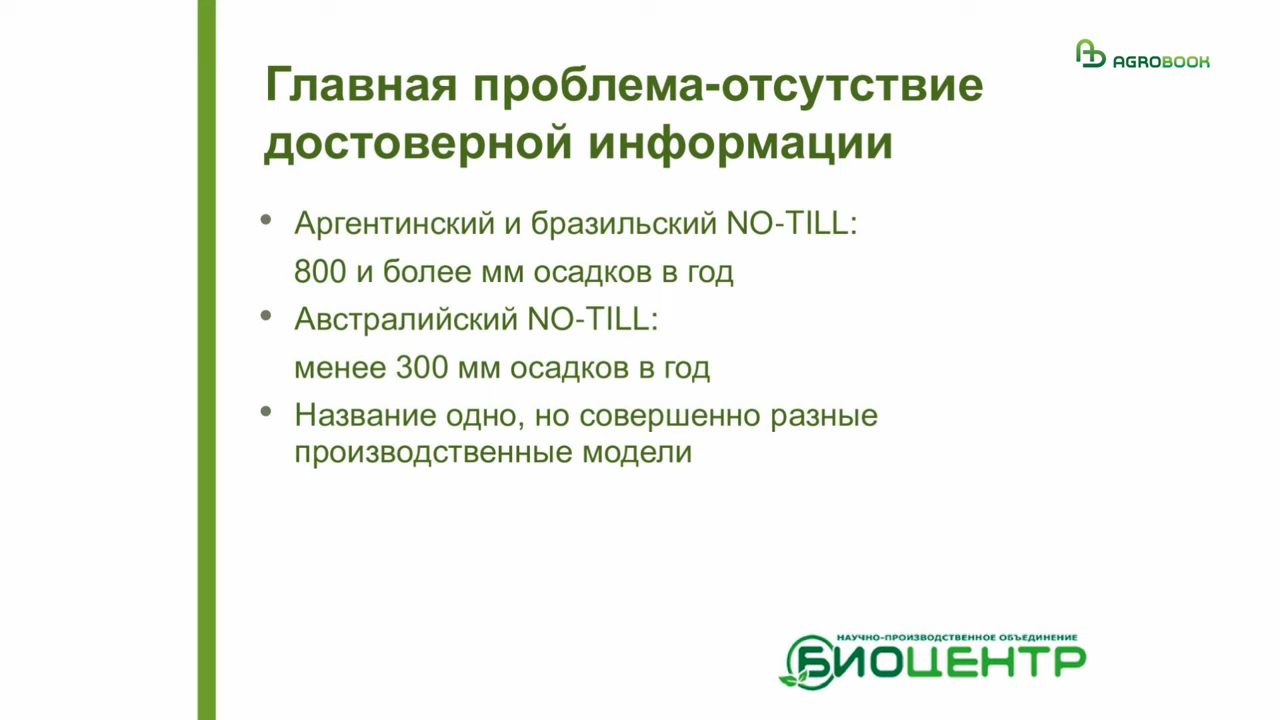 AGROBOOK
Главная проблема-отсутствие
достоверной информации
• Аргентинский и бразильский NO-TILL:
800 и более мм осадков в год
• Австралийский NO-TILL:
менее 300 мм осадков в год
• Название одно, но совершенно разные
производственные модели
НАУЧНО-ПРОИЗВОДСТВЕННОЕ ОБЪЕДИНЕНИЕ
БИОЦЕНТР